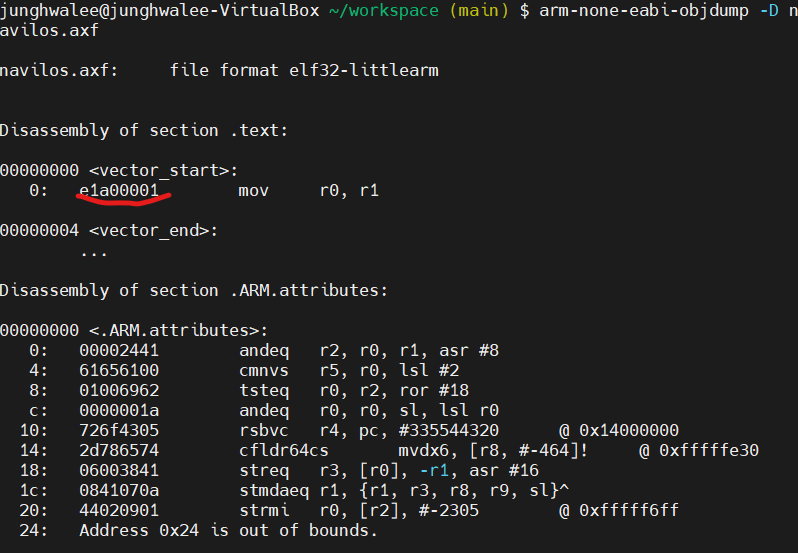 junghwalee@junghwalee-VirtualBox ~/workspace (main) $ arm-none-eabi-objdump -D n
avilos.axf
navilos.axf:     file format elf32-littlearm
Disassembly of section .text:
00000000 <vector_start>:
   0:   e1a00001        mov     r0, r1
00000004 <vector_end>:
        ...
Disassembly of section .ARM.attributes:
00000000 <.ARM.attributes>:
   0:   00002441        andeq   r2, r0, r1, asr #8
   4:   61656100        cmnvs   r5, r0, lsl #2
   8:   01006962        tsteq   r0, r2, ror #18
   c:   0000001a        andeq   r0, r0, sl, lsl r0
  10:   726f4305        rsbvc   r4, pc, #335544320      @ 0x14000000
  14:   2d786574        cfldr64cs       mvdx6, [r8, #-464]!     @ 0xfffffe30
  18:   06003841        streq   r3, [r0], -r1, asr #16
  1c:   0841070a        stmdaeq r1, {r1, r3, r8, r9, sl}^
  20:   44020901        strmi   r0, [r2], #-2305        @ 0xfffff6ff
  24:   Address 0x24 is out of bounds.